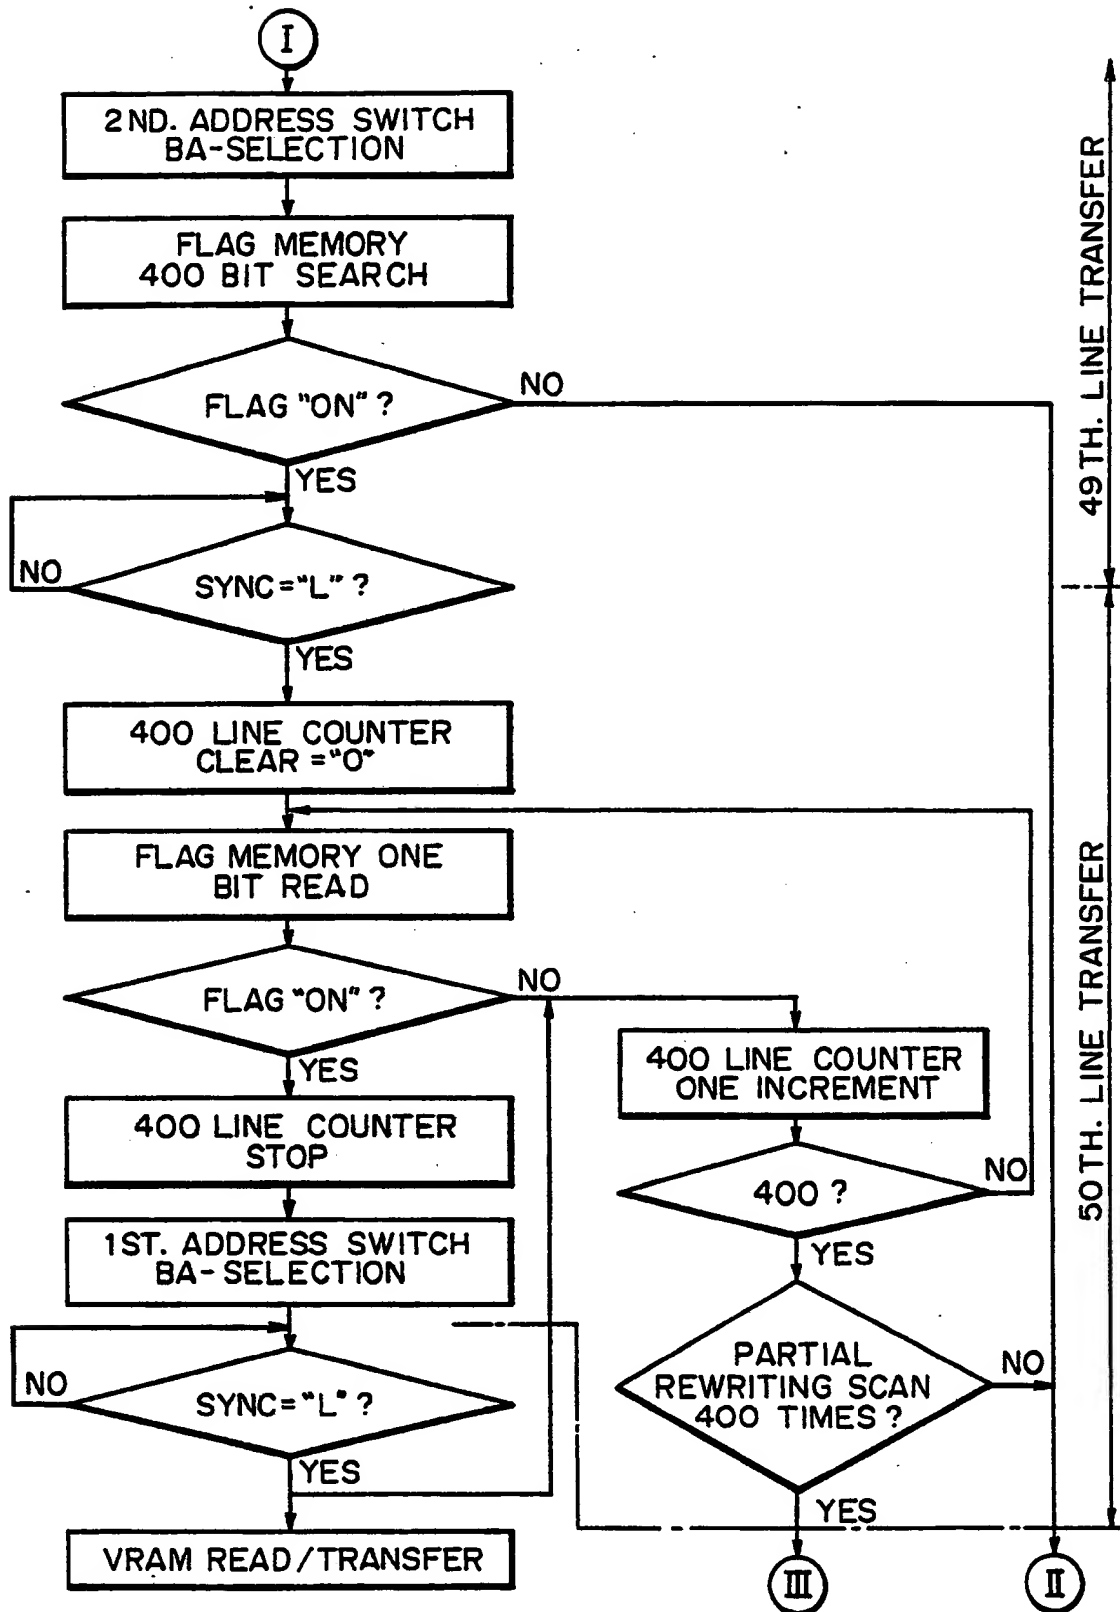 I
2ND. ADDRESS SWITCH
BA-SELECTION
FLAG MEMORY
400 BIT SEARCH
FLAG "ON" ?
NO
YES
NO
SYNC="L" ?
YES
400 LINE COUNTER
CLEAR="0"
FLAG MEMORY ONE
BIT READ
FLAG "ON" ?
NO
YES
400 LINE COUNTER
STOP
1ST. ADDRESS SWITCH
BA-SELECTION
NO
SYNC="L" ?
YES
VRAM READ/TRANSFER
400 LINE COUNTER
ONE INCREMENT
400 ?
NO
YES
PARTIAL
REWRITING SCAN
400 TIMES ?
NO
YES
III
II
49TH. LINE TRANSFER
50TH. LINE TRANSFER